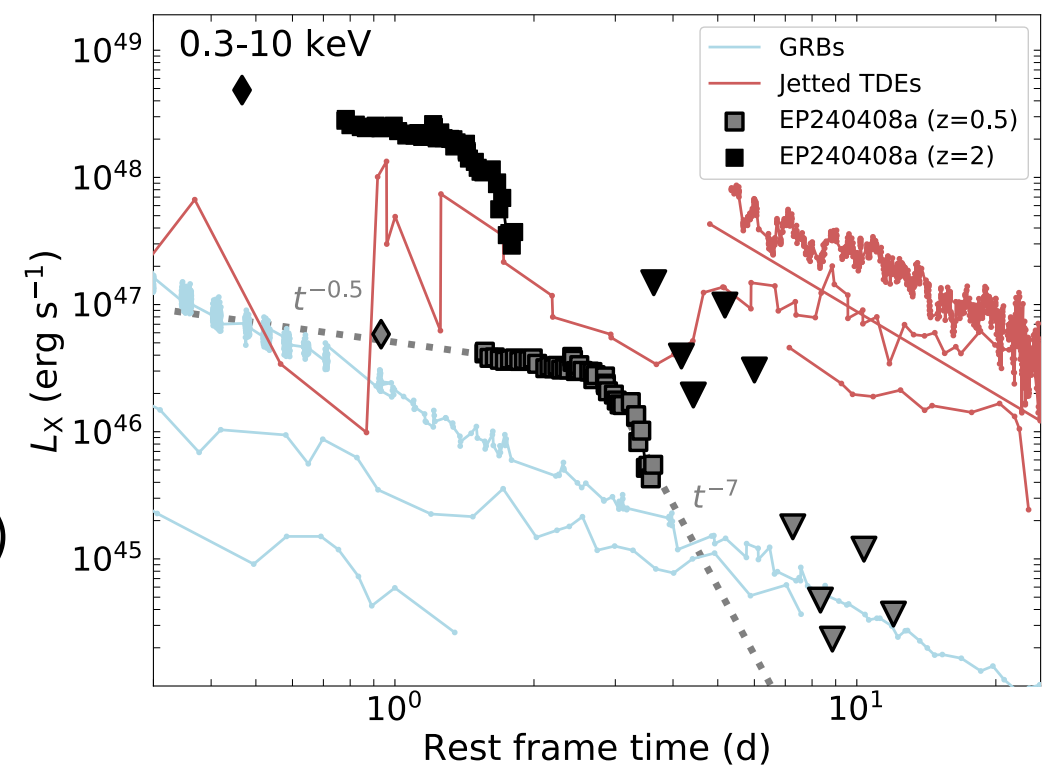 0.3-10 keV
GRBs
Jetted TDEs
EP240408a (z=0.5)
EP240408a (z=2)
10^49
10^48
10^47
10^46
10^45
L_X (erg s^−1)
t^−0.5
t^−7
)
10^0
10^1
Rest frame time (d)